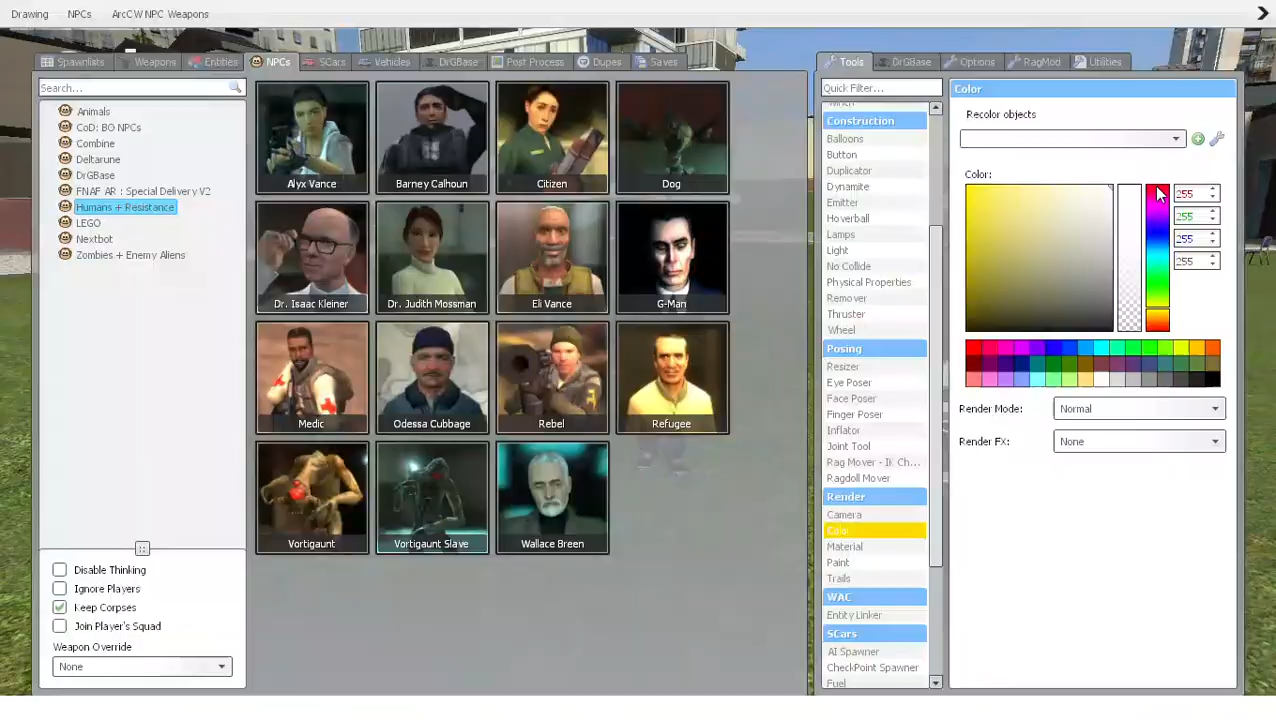 Drawing NPCs ArcCW NPC Weapons
Spawnlists Weapons Entities NPCs SCars Vehicles DrGBase Post Process Dupes Saves
Search...
Animals
CoD: BO NPCs
Combine
Deltarune
DrGBase
FNAF AR : Special Delivery V2
Humans + Resistance
LEGO
Nextbot
Zombies + Enemy Aliens
Disable Thinking
Ignore Players
Keep Corpses
Join Player's Squad
Weapon Override
None
Alyx Vance Barney Calhoun Citizen Dog
Dr. Isaac Kleiner Dr. Judith Mossman Eli Vance G-Man
Medic Odessa Cubbage Rebel Refugee
Vortigaunt Vortigaunt Slave Wallace Breen
Tools DrGBase Options RagMod Utilities
Quick Filter...
Winch
Construction
Balloons
Button
Duplicator
Dynamite
Emitter
Hoverball
Lamps
Light
No Collide
Physical Properties
Remover
Thruster
Wheel
Posing
Resizer
Eye Poser
Face Poser
Finger Poser
Inflator
Joint Tool
Rag Mover - IK Ch...
Ragdoll Mover
Render
Camera
Color
Material
Paint
Trails
WAC
Entity Linker
SCars
AI Spawner
CheckPoint Spawner
Fuel
Color
Recolor objects
Color:
255
255
255
255
Render Mode: Normal
Render FX: None